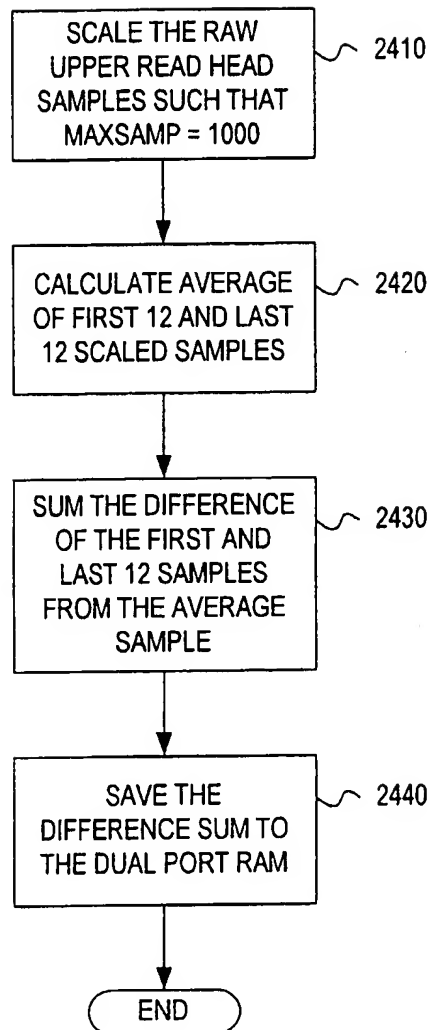 SCALE THE RAW
UPPER READ HEAD
SAMPLES SUCH THAT
MAXSAMP = 1000
2410
CALCULATE AVERAGE
OF FIRST 12 AND LAST
12 SCALED SAMPLES
2420
SUM THE DIFFERENCE
OF THE FIRST AND
LAST 12 SAMPLES
FROM THE AVERAGE
SAMPLE
2430
SAVE THE
DIFFERENCE SUM TO
THE DUAL PORT RAM
2440
END